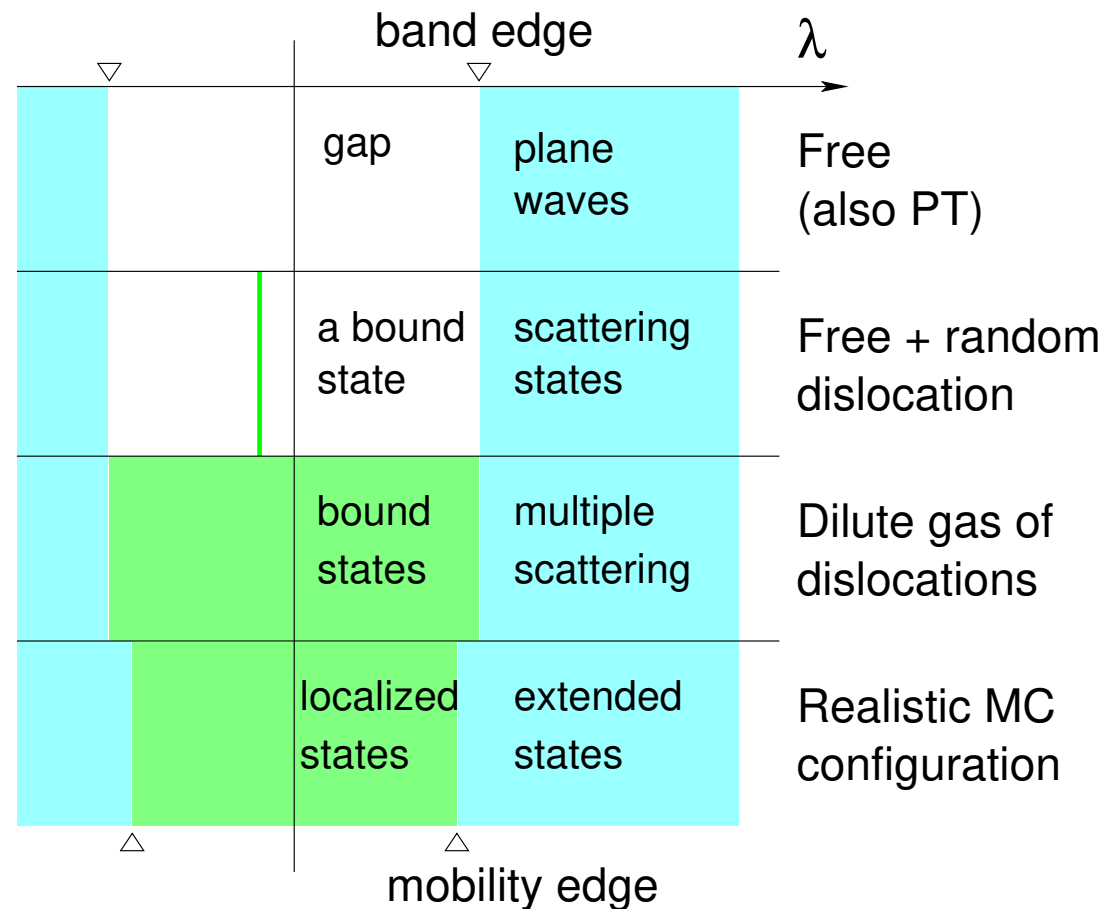 band edge
λ
gap
plane
waves
Free
(also PT)
a bound
state
scattering
states
Free + random
dislocation
bound
states
multiple
scattering
Dilute gas of
dislocations
localized
states
extended
states
Realistic MC
configuration
mobility edge